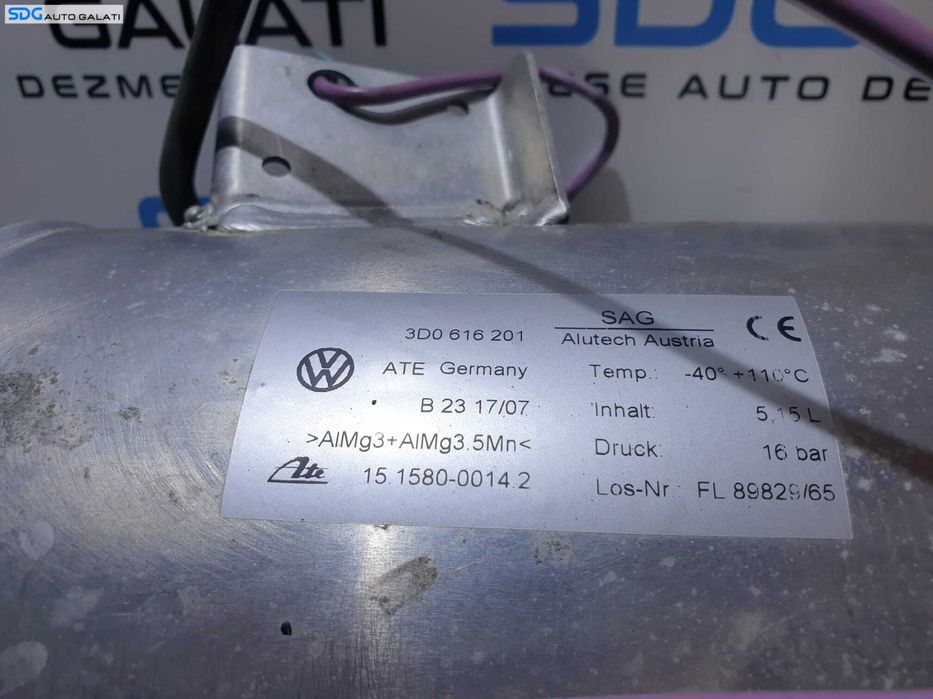 SDG AUTO GALATI
GALATI SDG
DEZME ESE AUTO DE
3D0 616 201
ATE Germany
B 23 17/07
>AlMg3+AlMg3.5Mn<
Ate 15.1580-0014.2
SAG
Alutech Austria
CE
Temp.: -40° +110°C
Inhalt: 5,15 L
Druck: 16 bar
Los-Nr FL 89829/65